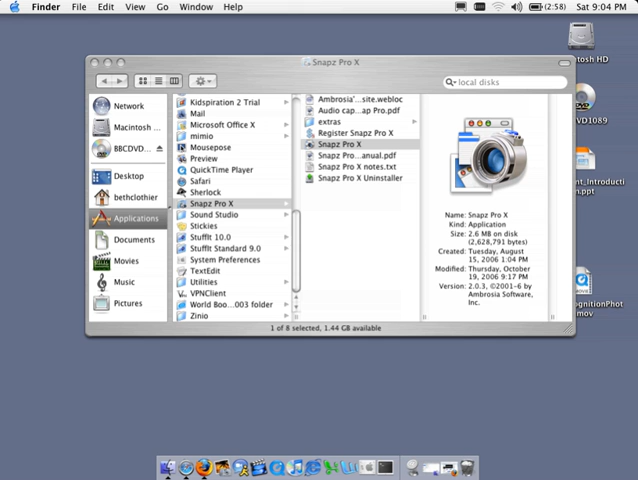 Finder File Edit View Go Window Help (2:58) Sat 9:04 PM
Snapz Pro X
local disks
Network
Macintosh ...
BBCDVD...
Desktop
bethclothier
Applications
Documents
Movies
Music
Pictures
Kidspiration 2 Trial
Mail
Microsoft Office X
mimio
Mousepose
Preview
QuickTime Player
Safari
Sherlock
Snapz Pro X
Sound Studio
Stickies
StuffIt 10.0
StuffIt Standard 9.0
System Preferences
TextEdit
Utilities
VPNClient
World Boo...003 folder
Zinio
Ambrosia'...site.webloc
Audio cap...ap Pro.pdf
extras
Register Snapz Pro X
Snapz Pro X
Snapz Pro ...anual.pdf
Snapz Pro X notes.txt
Snapz Pro X Uninstaller
Name: Snapz Pro X
Kind: Application
Size: 2.6 MB on disk
(2,628,791 bytes)
Created: Tuesday, August
15, 2006 1:04 PM
Modified: Thursday, October
19, 2006 9:17 PM
Version: 2.0.3, ©2001-6 by
Ambrosia Software,
Inc.
1 of 8 selected, 1.44 GB available
tosh HD
VD1089
nt_Introducti
on.ppt
ognitionPhot
.mov